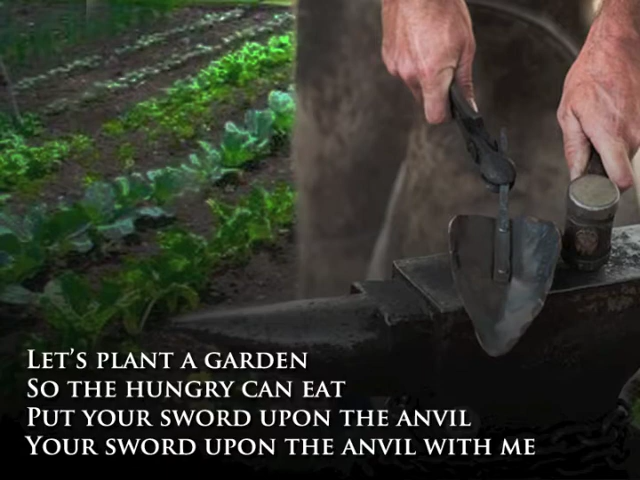 Let's plant a garden
So the hungry can eat
Put your sword upon the anvil
Your sword upon the anvil with me